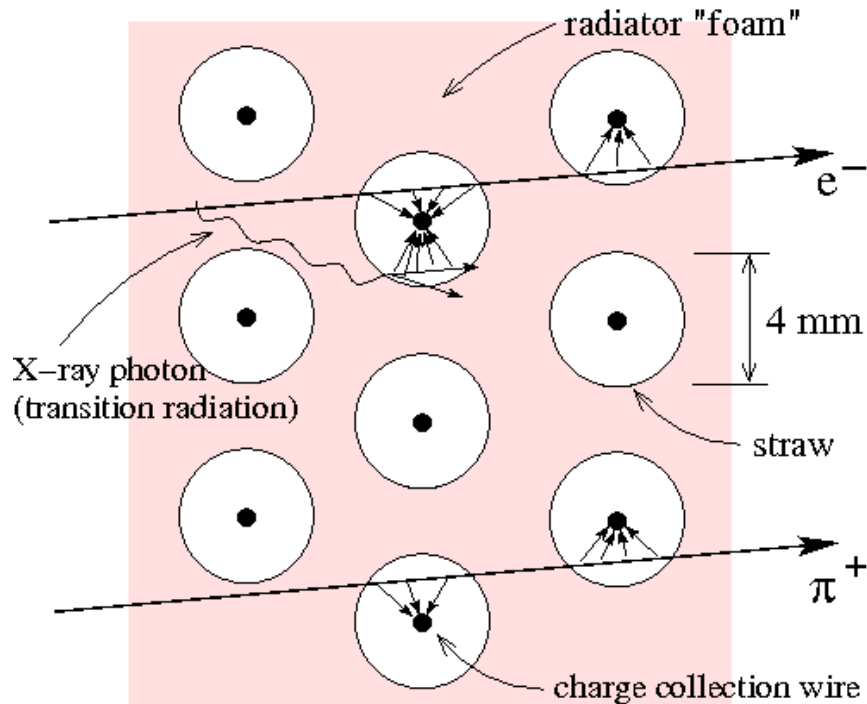 radiator "foam"
e−
4 mm
X−ray photon
(transition radiation)
straw
π+
charge collection wire